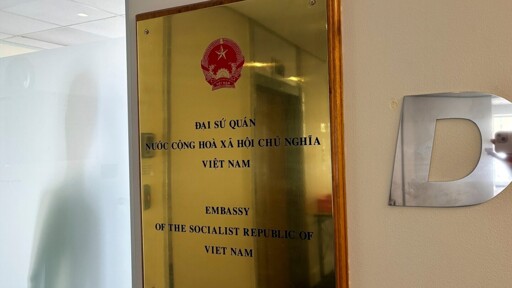 ĐẠI SỨ QUÁN
NƯỚC CỘNG HOÀ XÃ HỘI CHỦ NGHĨA
VIỆT NAM
EMBASSY
OF THE SOCIALIST REPUBLIC OF
VIET NAM
D